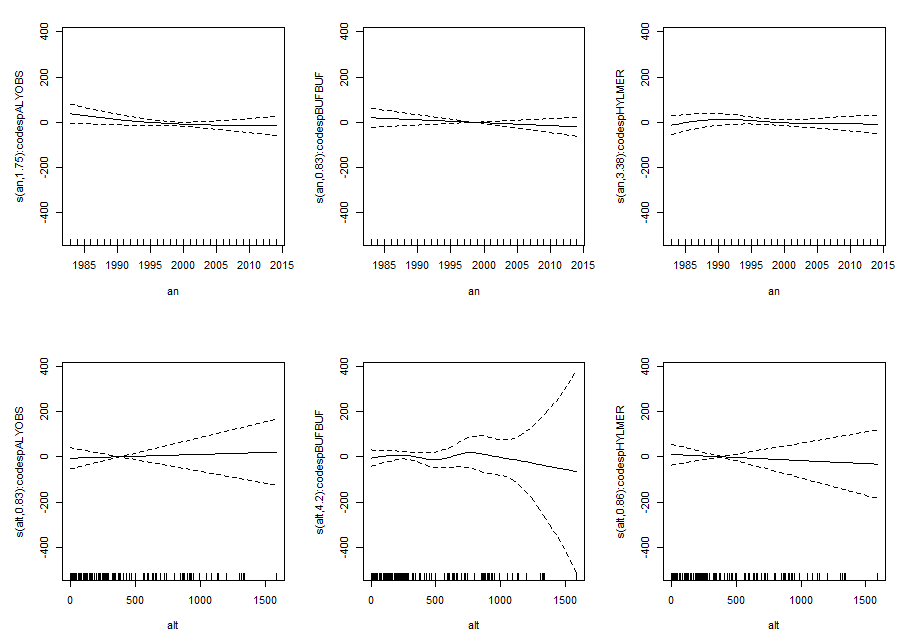 s(an,1.75):codespALYOBS
400
200
0
-200
-400
1985 1990 1995 2000 2005 2010 2015
an
s(an,0.83):codespBUFBUF
400
200
0
-200
-400
1985 1990 1995 2000 2005 2010 2015
an
s(an,3.38):codespHYLMER
400
200
0
-200
-400
1985 1990 1995 2000 2005 2010 2015
an
s(alt,0.83):codespALYOBS
400
200
0
-200
-400
0 500 1000 1500
alt
s(alt,4.2):codespBUFBUF
400
200
0
-200
-400
0 500 1000 1500
alt
s(alt,0.86):codespHYLMER
400
200
0
-200
-400
0 500 1000 1500
alt